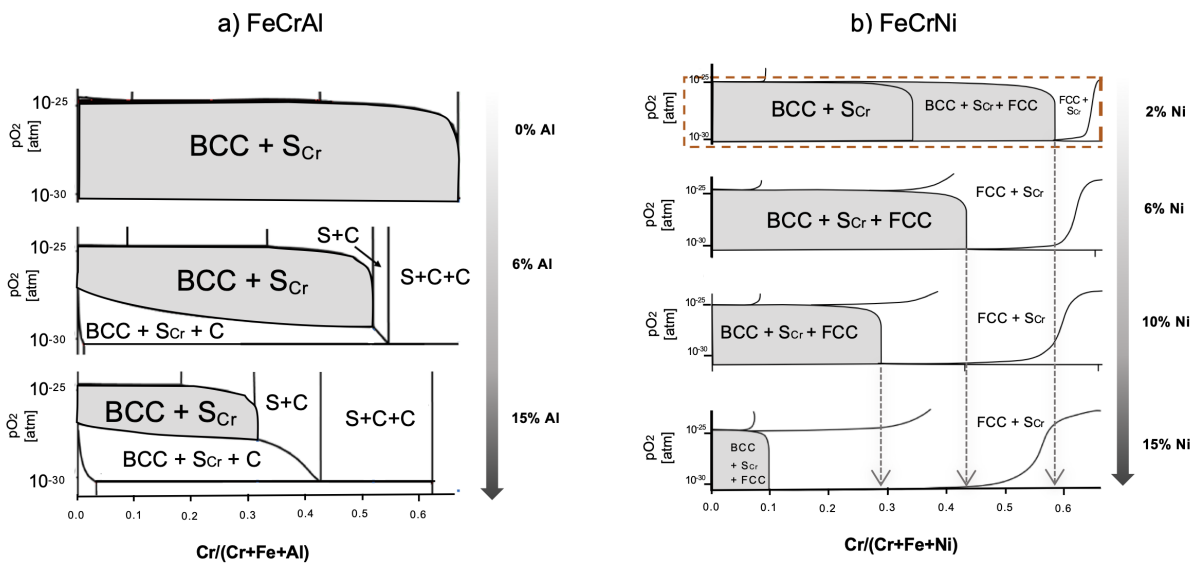 a) FeCrAl
pO2
[atm]
10-25
10-30
BCC + SCr
0% Al
pO2
[atm]
10-25
10-30
BCC + SCr
S+C
S+C+C
BCC + SCr + C
6% Al
pO2
[atm]
10-25
10-30
BCC + SCr
S+C
S+C+C
BCC + SCr + C
15% Al
0.0 0.1 0.2 0.3 0.4 0.5 0.6
Cr/(Cr+Fe+Al)
b) FeCrNi
pO2
[atm]
10-25
10-30
BCC + SCr
BCC + SCr + FCC
FCC +
SCr
2% Ni
pO2
[atm]
10-25
10-30
BCC + SCr + FCC
FCC + SCr
6% Ni
pO2
[atm]
10-25
10-30
BCC + SCr + FCC
FCC + SCr
10% Ni
pO2
[atm]
10-25
10-30
BCC
+ SCr
+ FCC
FCC + SCr
15% Ni
0.0 0.1 0.2 0.3 0.4 0.5 0.6
Cr/(Cr+Fe+Ni)